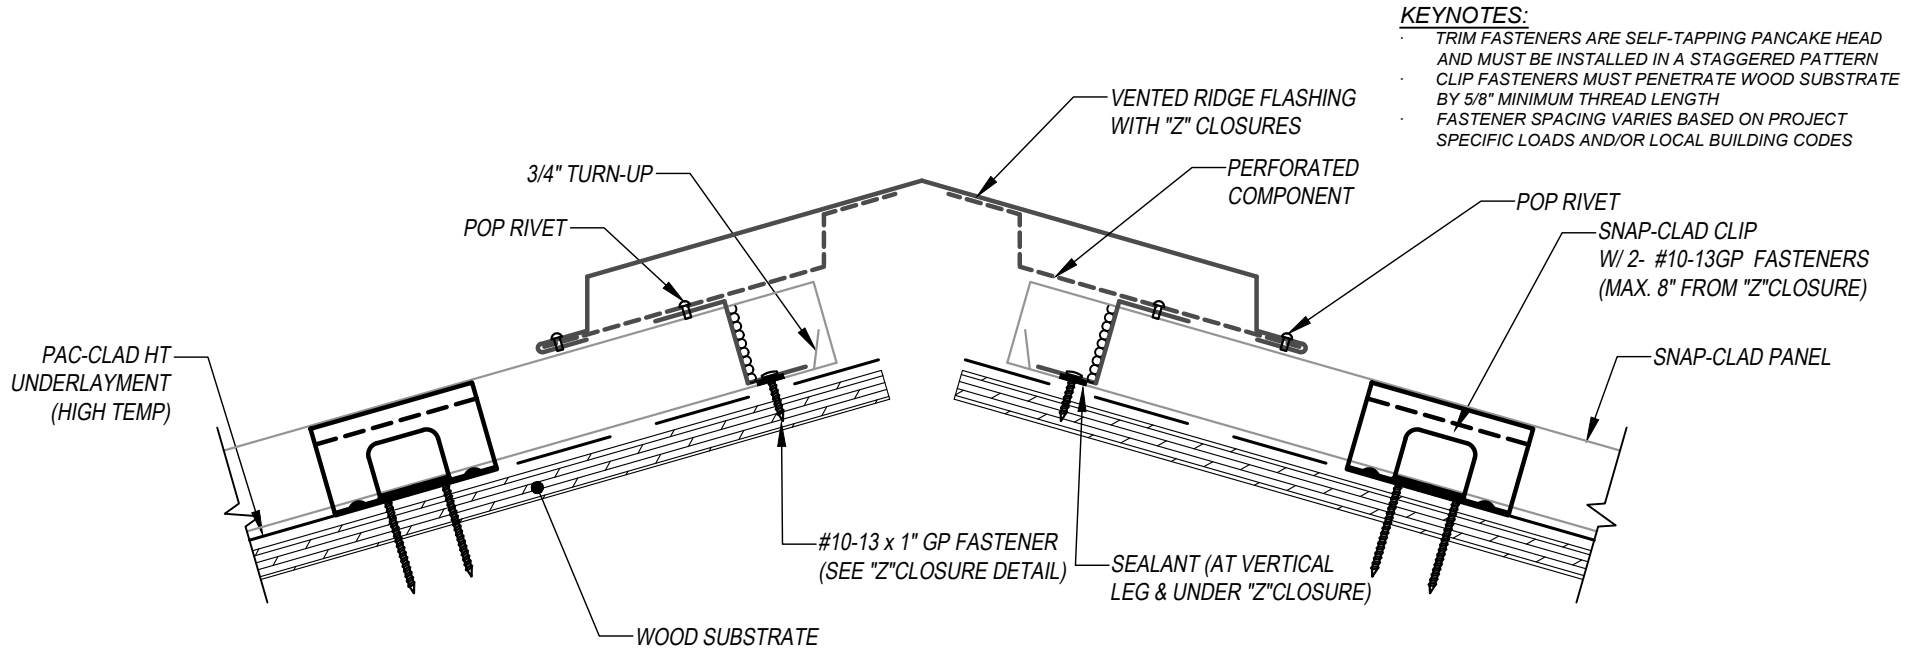 KEYNOTES:
· TRIM FASTENERS ARE SELF-TAPPING PANCAKE HEAD
AND MUST BE INSTALLED IN A STAGGERED PATTERN
· CLIP FASTENERS MUST PENETRATE WOOD SUBSTRATE
BY 5/8" MINIMUM THREAD LENGTH
· FASTENER SPACING VARIES BASED ON PROJECT
SPECIFIC LOADS AND/OR LOCAL BUILDING CODES
VENTED RIDGE FLASHING
WITH "Z" CLOSURES
3/4" TURN-UP
PERFORATED
COMPONENT
POP RIVET
POP RIVET
SNAP-CLAD CLIP
W/ 2- #10-13GP FASTENERS
(MAX. 8" FROM "Z"CLOSURE)
PAC-CLAD HT
UNDERLAYMENT
(HIGH TEMP)
SNAP-CLAD PANEL
#10-13 x 1" GP FASTENER
(SEE "Z"CLOSURE DETAIL)
SEALANT (AT VERTICAL
LEG & UNDER "Z"CLOSURE)
WOOD SUBSTRATE